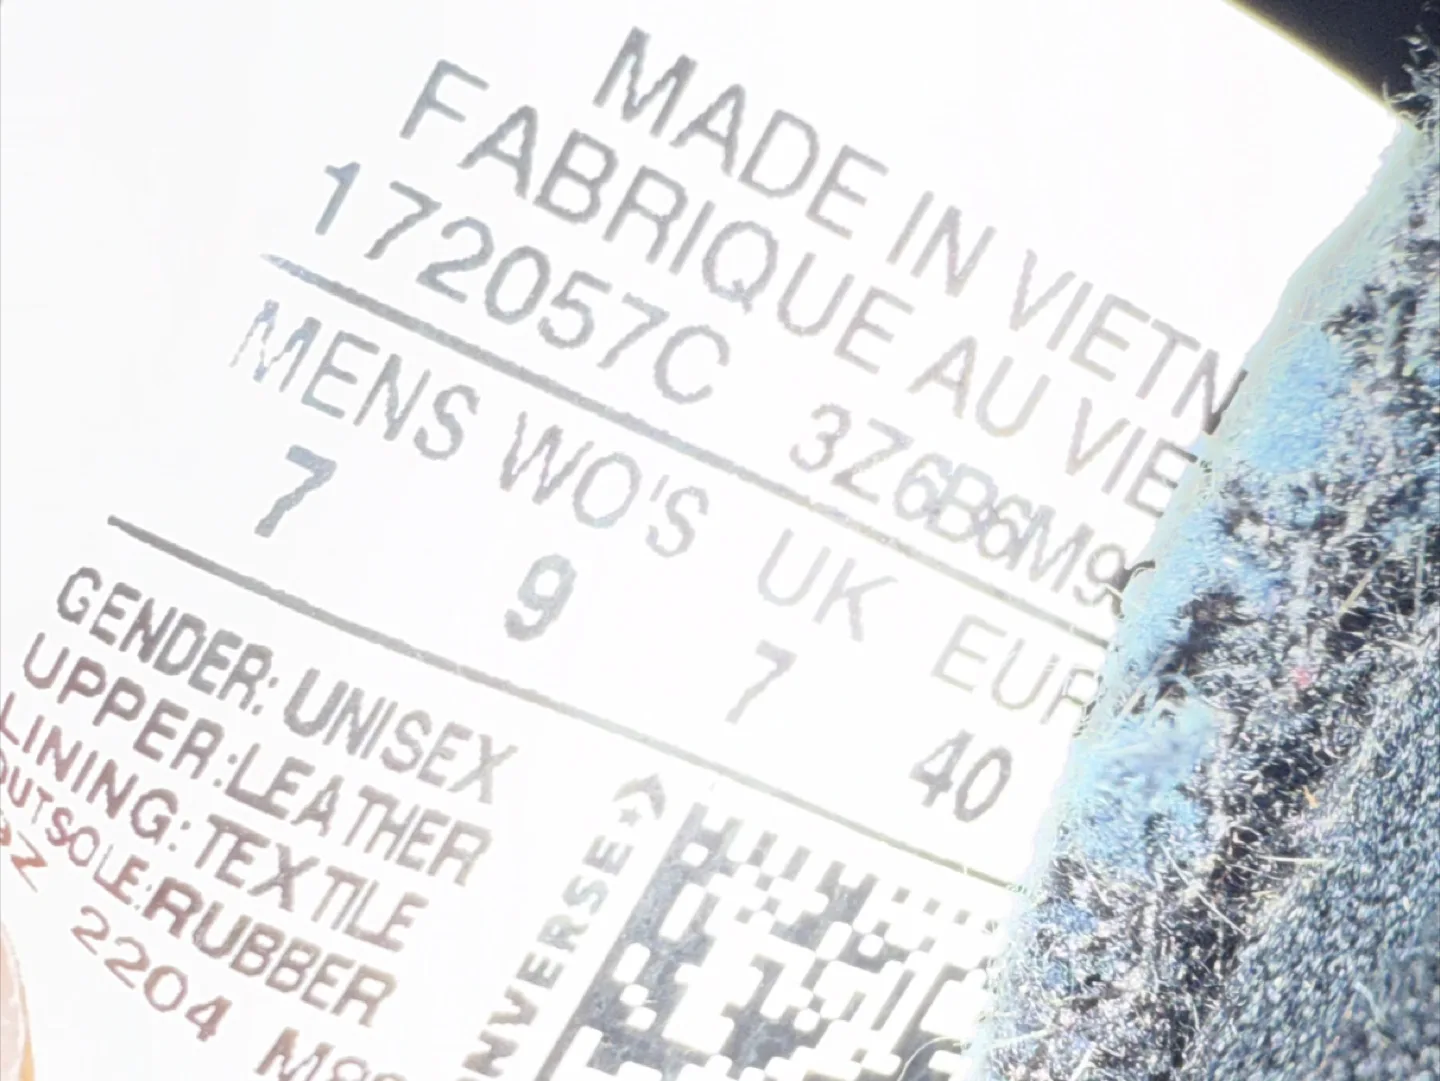 MADE IN VIETN
FABRIQUE AU VIE
172057C 3Z6B6M9
MENS WO'S UK EUR
7 9 7 40
GENDER: UNISEX
UPPER:LEATHER
LINING: TEXTILE
OUTSOLE:RUBBER
2204
ONVERSE